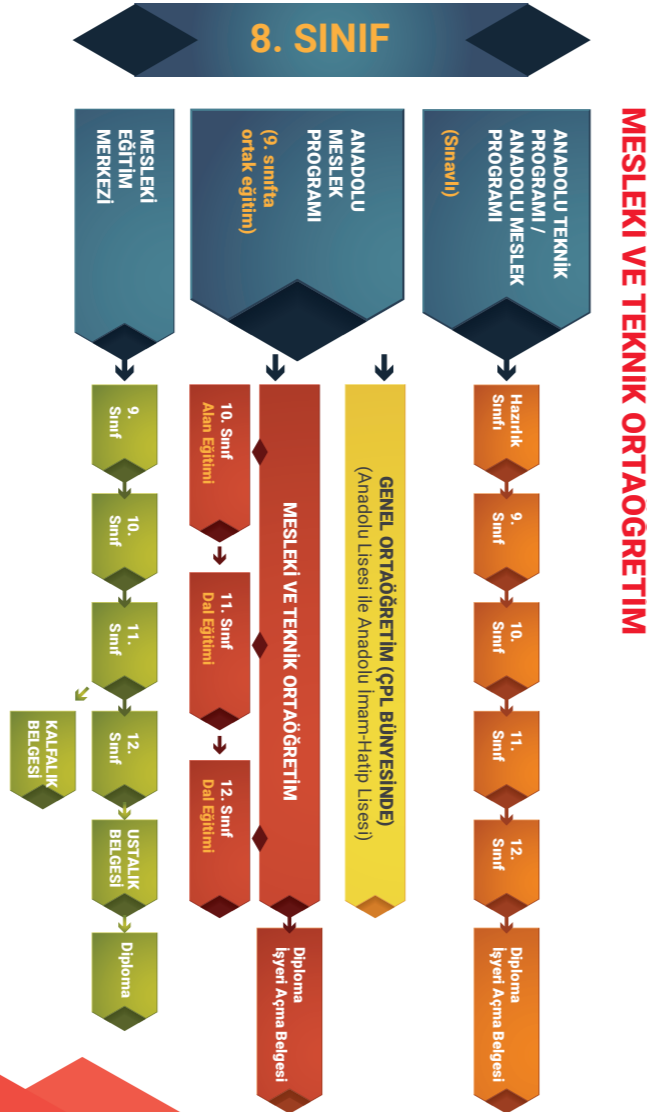 8. SINIF
MESLEKI VE TEKNIK ORTAOGRETIM
ANADOLU TEKNİK
PROGRAMI /
ANADOLU MESLEK
PROGRAMI
(Sınavlı)
Hazırlık
Sınıfı
9.
Sınıf
10.
Sınıf
11.
Sınıf
12.
Sınıf
Diploma
İşyeri Açma Belgesi
ANADOLU
MESLEK
PROGRAMI
(9. sınıfta
ortak eğitim)
GENEL ORTAÖĞRETİM (ÇPL BÜNYESİNDE)
(Anadolu Lisesi ile Anadolu İmam-Hatip Lisesi)
MESLEKİ VE TEKNİK ORTAÖĞRETİM
10. Sınıf
Alan Eğitimi
11. Sınıf
Dal Eğitimi
12. Sınıf
Dal Eğitimi
Diploma
İşyeri Açma Belgesi
MESLEKİ
EĞİTİM
MERKEZİ
9.
Sınıf
10.
Sınıf
11.
Sınıf
12.
Sınıf
KALFALIK
BELGESİ
USTALIK
BELGESİ
Diploma